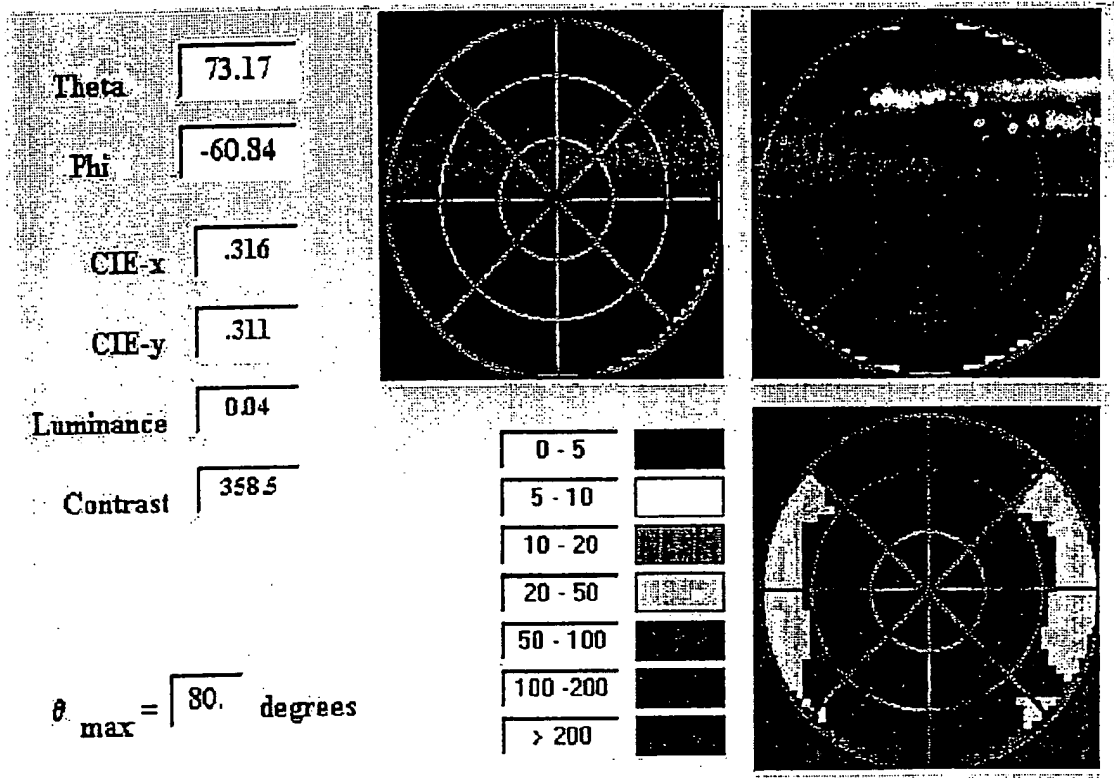 Theta 73.17
Phi -60.84
CIE-x .316
CIE-y .311
Luminance 0.04
Contrast 358.5
θ max = 80. degrees
0 - 5
5 - 10
10 - 20
20 - 50
50 - 100
100 -200
> 200